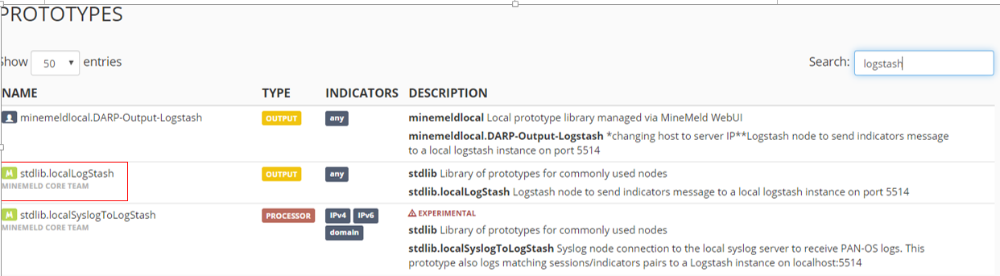 PROTOTYPES
Show 50 entries
Search: logstash
NAME TYPE INDICATORS DESCRIPTION
minemeldlocal.DARP-Output-Logstash OUTPUT any minemeldlocal Local prototype library managed via MineMeld WebUI
minemeldlocal.DARP-Output-Logstash *changing host to server IP**Logstash node to send indicators message
to a local logstash instance on port 5514
M stdlib.localLogStash OUTPUT any stdlib Library of prototypes for commonly used nodes
MINEMELD CORE TEAM
stdlib.localLogStash Logstash node to send indicators message to a local logstash instance on port 5514
M stdlib.localSyslogToLogStash PROCESSOR IPv4 IPv6 EXPERIMENTAL
MINEMELD CORE TEAM
domain stdlib Library of prototypes for commonly used nodes
stdlib.localSyslogToLogStash Syslog node connection to the local syslog server to receive PAN-OS logs. This
prototype also logs matching sessions/indicators pairs to a Logstash instance on localhost:5514